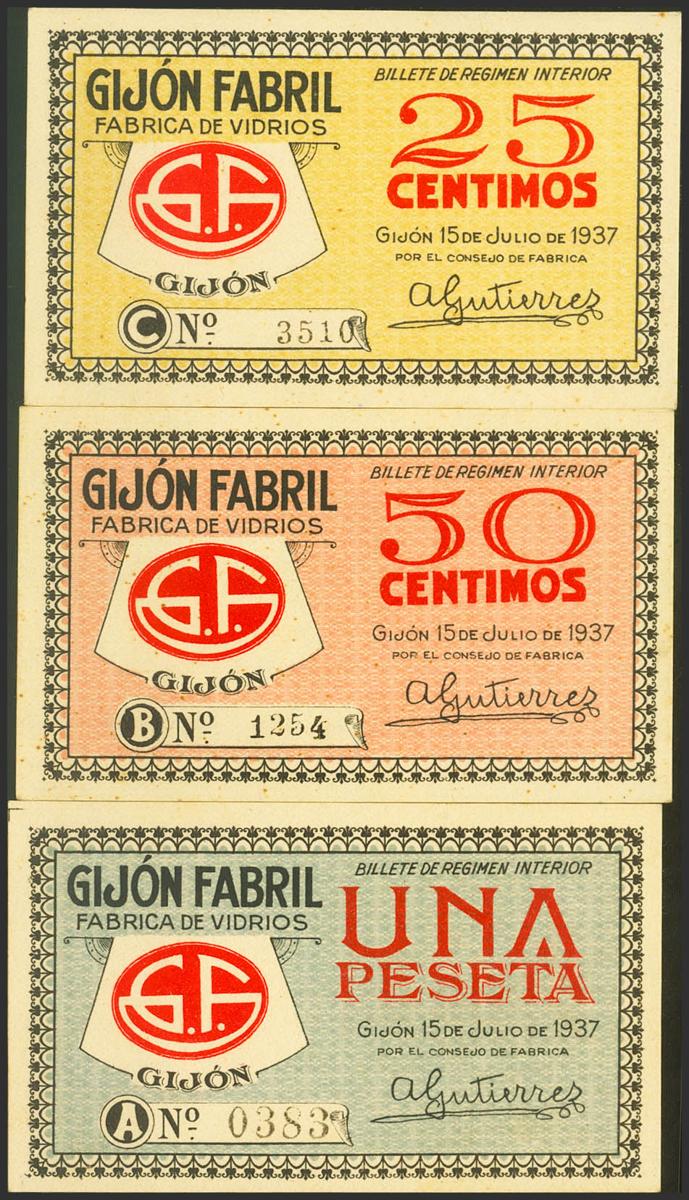 GIJÓN FABRIL
FABRICA DE VIDRIOS
G.F.
GIJÓN
C Nº 3510
BILLETE DE REGIMEN INTERIOR
25
CENTIMOS
GIJÓN 15 DE JULIO DE 1937
POR EL CONSEJO DE FABRICA
AGutierrez
GIJÓN FABRIL
FABRICA DE VIDRIOS
G.F.
GIJÓN
B Nº 1254
BILLETE DE REGIMEN INTERIOR
50
CENTIMOS
GIJÓN 15 DE JULIO DE 1937
POR EL CONSEJO DE FABRICA
AGutierrez
GIJÓN FABRIL
FABRICA DE VIDRIOS
G.F.
GIJÓN
A Nº 0383
BILLETE DE REGIMEN INTERIOR
UNA
PESETA
GIJÓN 15 DE JULIO DE 1937
POR EL CONSEJO DE FABRICA
AGutierrez